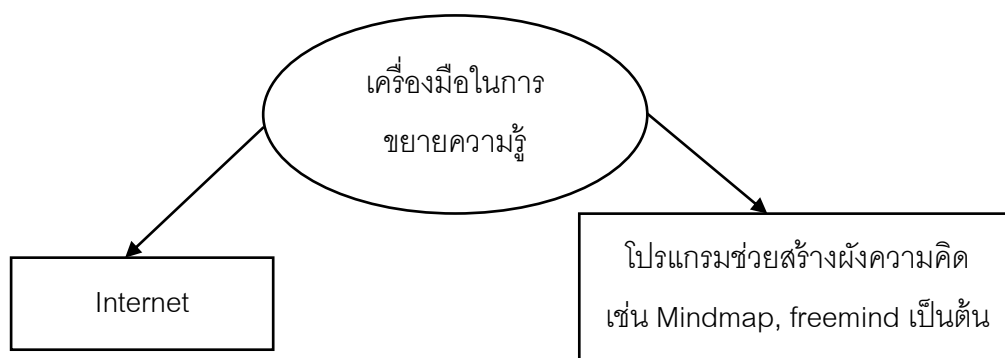 เครื่องมือในการ
ขยายความรู้
Internet
โปรแกรมช่วยสร้างผังความคิด
เช่น Mindmap, freemind เป็นต้น